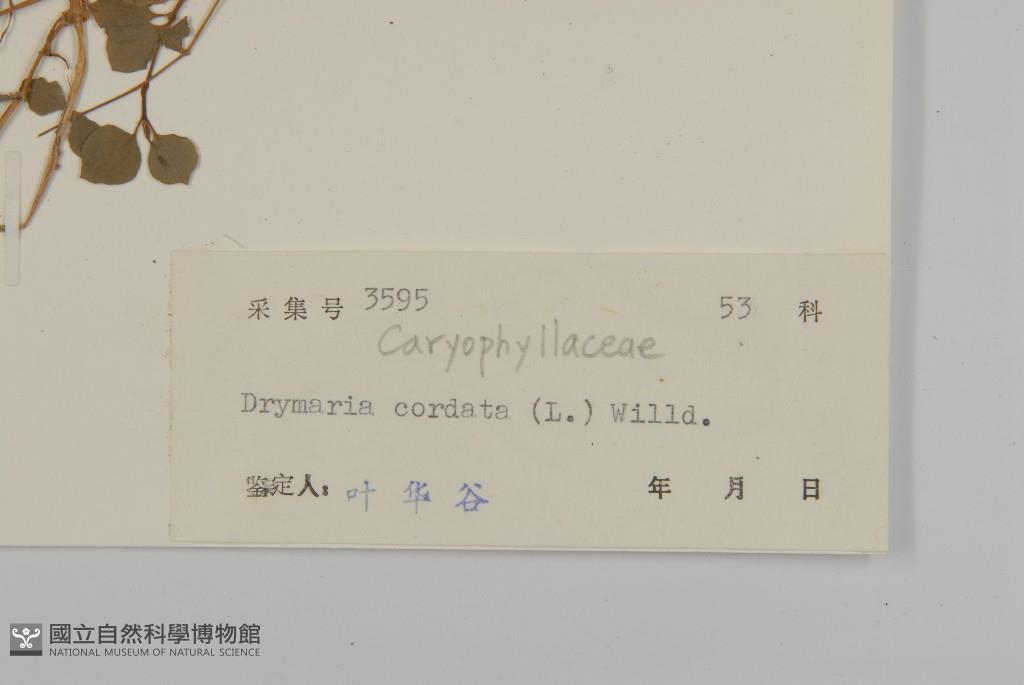 采集号 3595 53 科
Caryophyllaceae
Drymaria cordata (L.) Willd.
鉴定人: 叶华谷 年 月 日
國立自然科學博物館
NATIONAL MUSEUM OF NATURAL SCIENCE